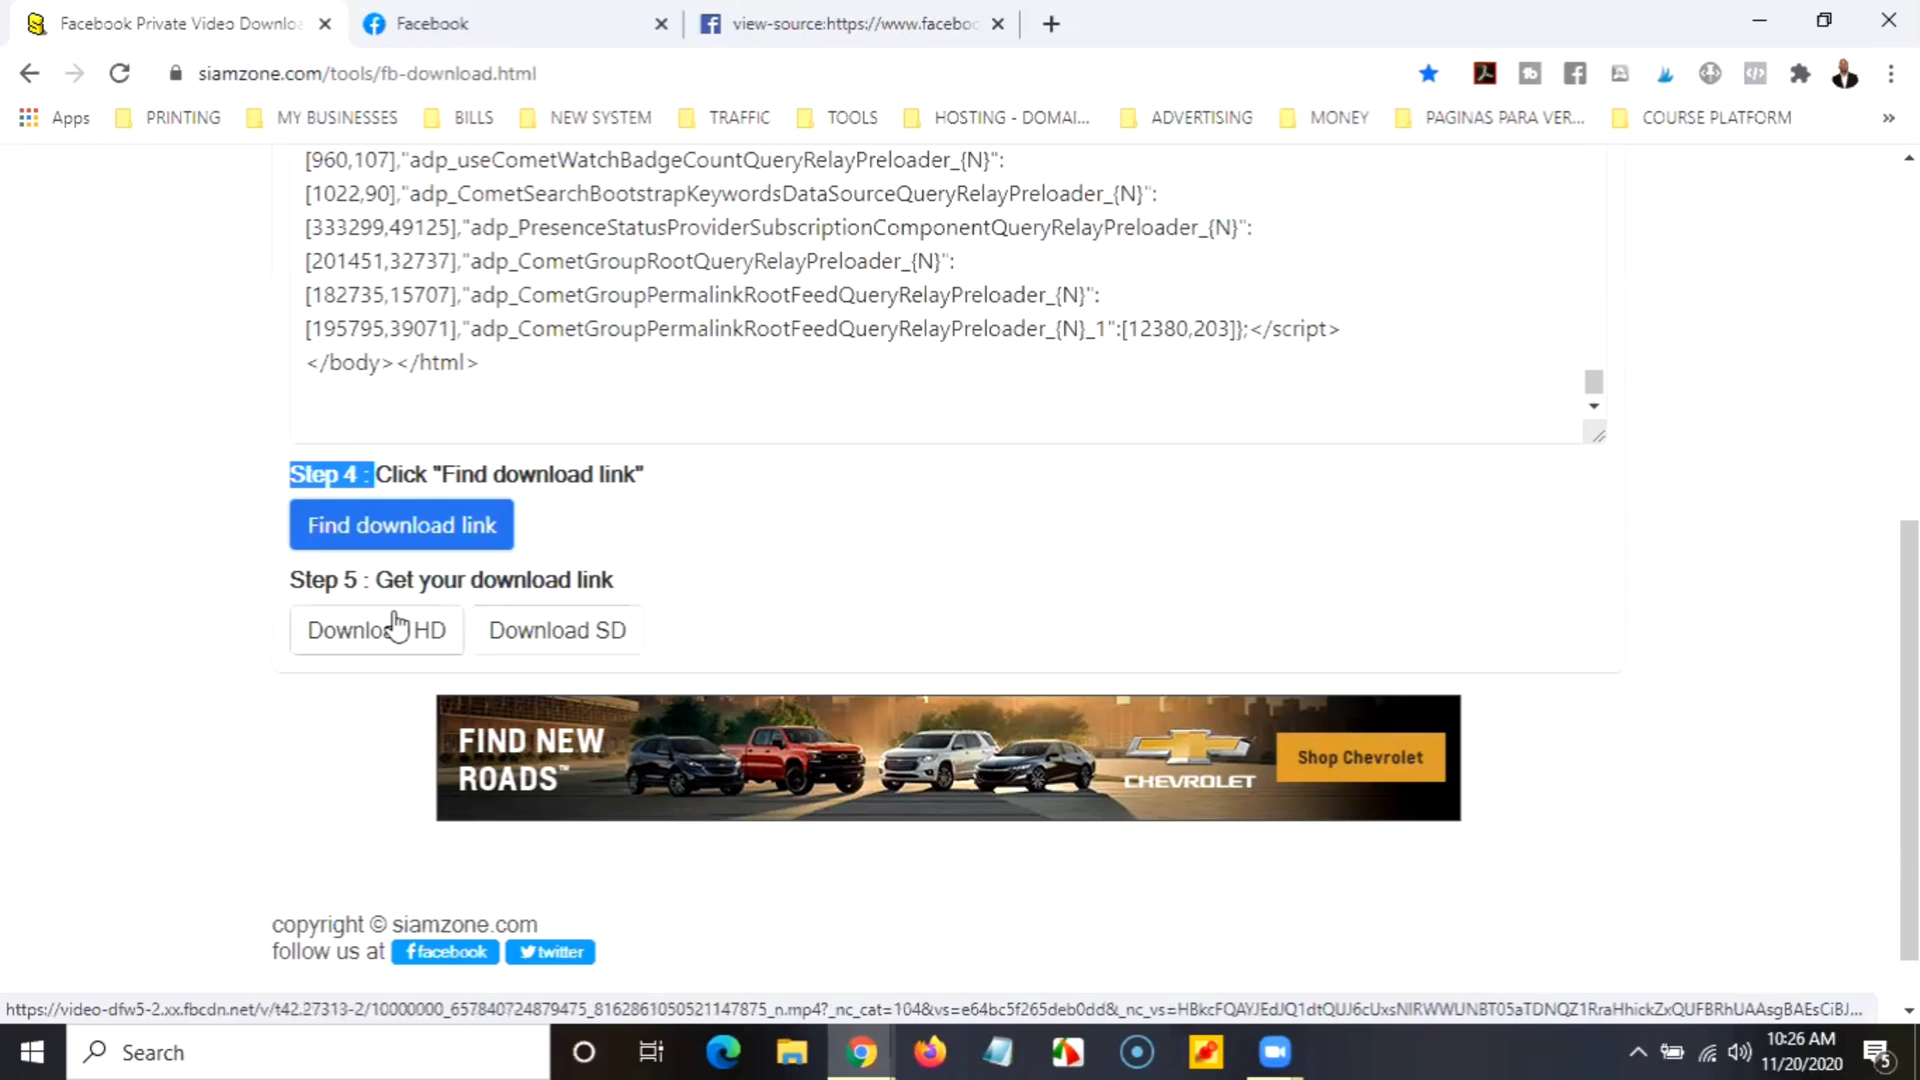 Facebook Private Video Downlo
Facebook
view-source:https://www.faceboo
siamzone.com/tools/fb-download.html
Apps
PRINTING
MY BUSINESSES
BILLS
NEW SYSTEM
TRAFFIC
TOOLS
HOSTING - DOMAI...
ADVERTISING
MONEY
PAGINAS PARA VER...
COURSE PLATFORM
»
[960,107],"adp_useCometWatchBadgeCountQueryRelayPreloader_{N}":
[1022,90],"adp_CometSearchBootstrapKeywordsDataSourceQueryRelayPreloader_{N}":
[333299,49125],"adp_PresenceStatusProviderSubscriptionComponentQueryRelayPreloader_{N}":
[201451,32737],"adp_CometGroupRootQueryRelayPreloader_{N}":
[182735,15707],"adp_CometGroupPermalinkRootFeedQueryRelayPreloader_{N}":
[195795,39071],"adp_CometGroupPermalinkRootFeedQueryRelayPreloader_{N}_1":[12380,203]};</script>
</body></html>
Step 4 : Click "Find download link"
Find download link
Step 5 : Get your download link
Download HD
Download SD
FIND NEW
ROADS™
CHEVROLET
Shop Chevrolet
copyright © siamzone.com
follow us at facebook twitter
Search
10:26 AM
11/20/2020
5